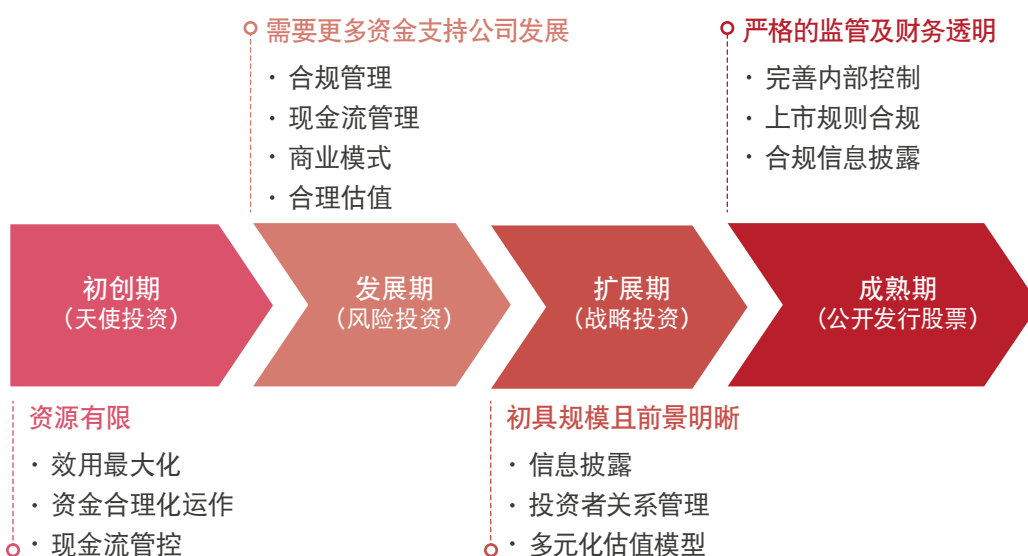 需要更多资金支持公司发展
· 合规管理
· 现金流管理
· 商业模式
· 合理估值
严格的监管及财务透明
· 完善内部控制
· 上市规则合规
· 合规信息披露
初创期
（天使投资）
发展期
（风险投资）
扩展期
（战略投资）
成熟期
（公开发行股票）
资源有限
· 效用最大化
· 资金合理化运作
· 现金流管控
初具规模且前景明晰
· 信息披露
· 投资者关系管理
· 多元化估值模型